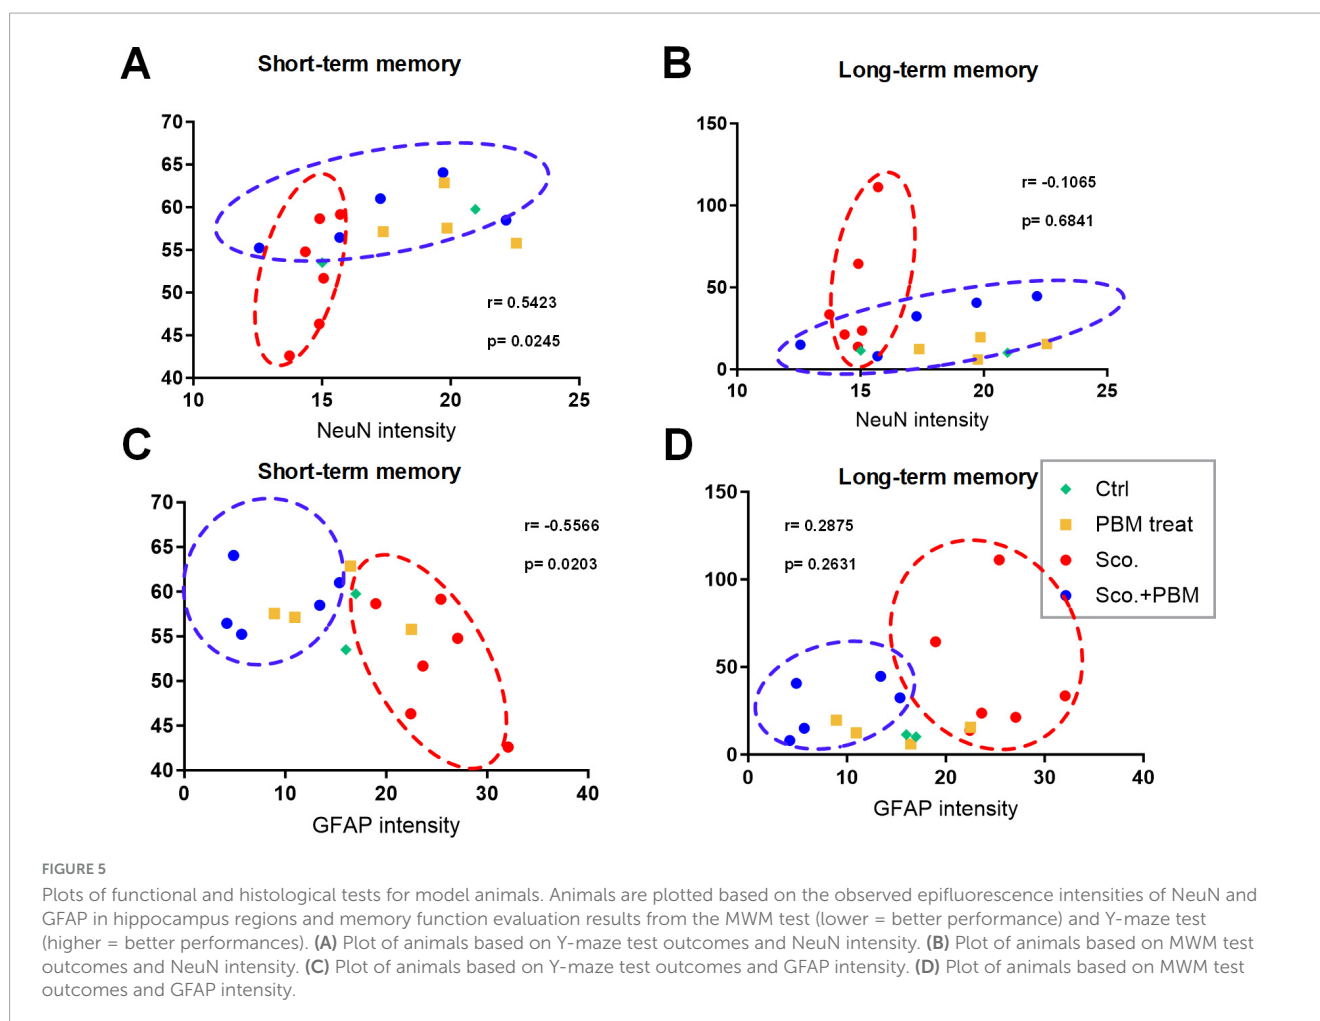 A
Short-term memory
70
65
60
55
50
45
40
10
15
20
25
r= 0.5423
p= 0.0245
NeuN intensity
B
Long-term memory
150
100
50
0
10
15
20
25
r= -0.1065
p= 0.6841
NeuN intensity
C
Short-term memory
70
65
60
55
50
45
40
0
10
20
30
40
r= -0.5566
p= 0.0203
GFAP intensity
D
Long-term memory
150
100
50
0
0
10
20
30
40
r= 0.2875
p= 0.2631
GFAP intensity
Ctrl
PBM treat
Sco.
Sco.+PBM
FIGURE 5
Plots of functional and histological tests for model animals. Animals are plotted based on the observed epifluorescence intensities of NeuN and
GFAP in hippocampus regions and memory function evaluation results from the MWM test (lower = better performance) and Y-maze test
(higher = better performances). (A) Plot of animals based on Y-maze test outcomes and NeuN intensity. (B) Plot of animals based on MWM test
outcomes and NeuN intensity. (C) Plot of animals based on Y-maze test outcomes and GFAP intensity. (D) Plot of animals based on MWM test
outcomes and GFAP intensity.